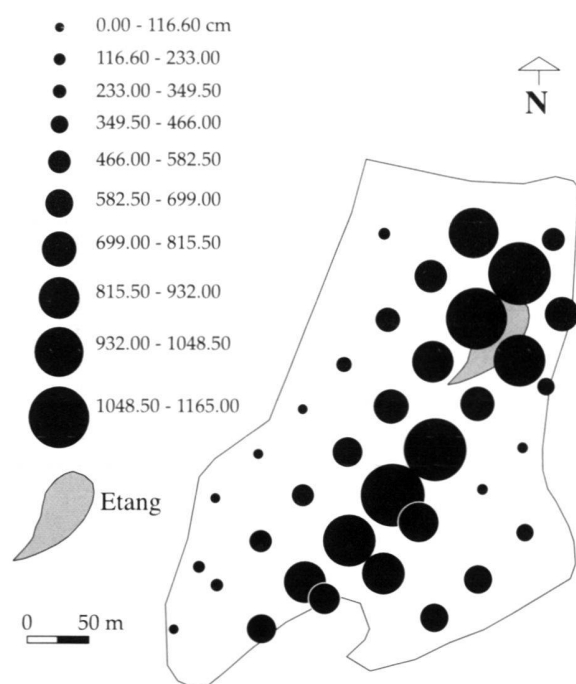 0.00 - 116.60 cm
116.60 - 233.00
233.00 - 349.50
349.50 - 466.00
466.00 - 582.50
582.50 - 699.00
699.00 - 815.50
815.50 - 932.00
932.00 - 1048.50
1048.50 - 1165.00
N
Etang
0 50 m